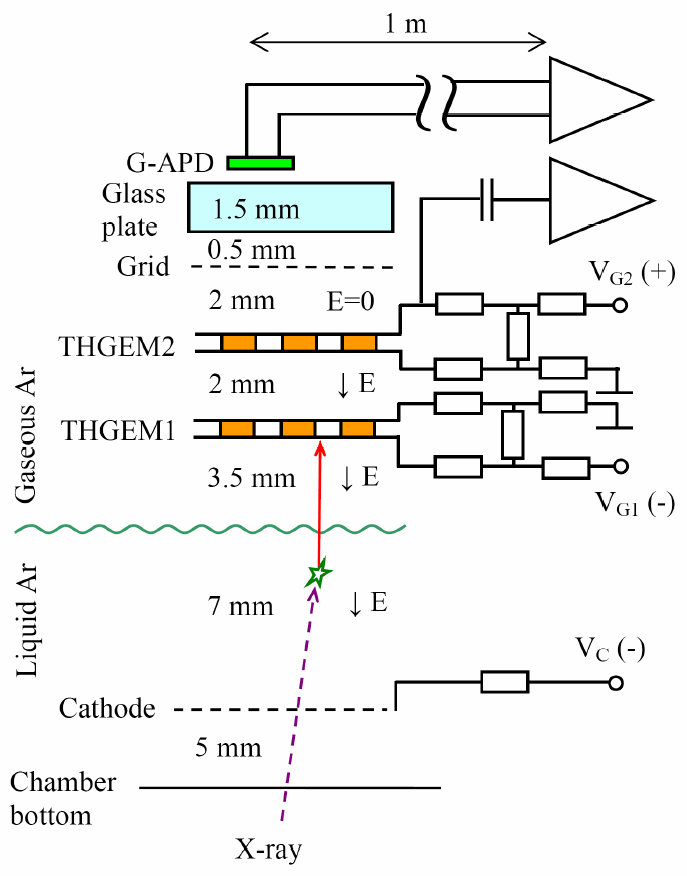 1 m
G-APD
Glass
plate
1.5 mm
0.5 mm
Grid
V_G2 (+)
2 mm
E=0
THGEM2
2 mm
↓ E
THGEM1
Gaseous Ar
3.5 mm
↓ E
V_G1 (-)
Liquid Ar
7 mm
↓ E
V_C (-)
Cathode
5 mm
Chamber
bottom
X-ray